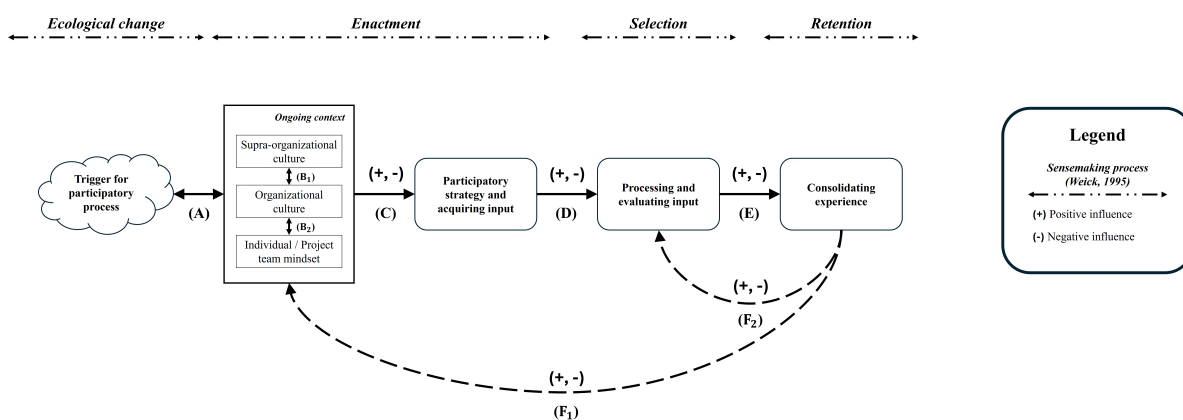 Ecological change
Enactment
Selection
Retention
Ongoing context
Supra-organizational
culture
(B₁)
Organizational
culture
(B₂)
Individual / Project
team mindset
Trigger for
participatory
process
(A)
(+, -)
(C)
Participatory
strategy and
acquiring input
(+, -)
(D)
Processing and
evaluating input
(+, -)
(E)
Consolidating
experience
(+, -)
(F₂)
(+, -)
(F₁)
Legend
Sensemaking process
(Weick, 1995)
(+) Positive influence
(-) Negative influence